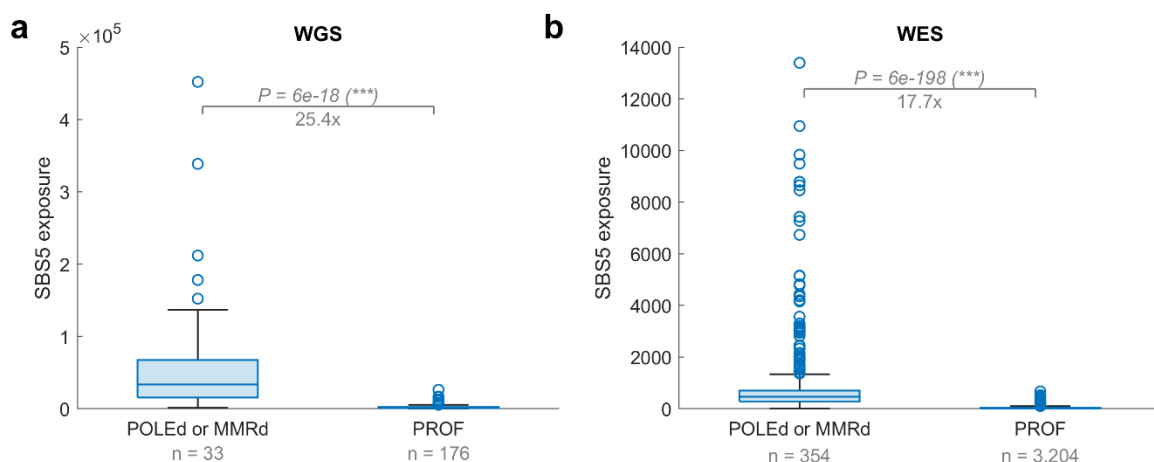 a
WGS
× 10⁵
5
4
3
2
1
0
SBS5 exposure
P = 6e-18 (***)
25.4x
POLEd or MMRd
PROF
n = 33
n = 176
b
WES
14000
12000
10000
8000
6000
4000
2000
0
SBS5 exposure
P = 6e-198 (***)
17.7x
POLEd or MMRd
PROF
n = 354
n = 3.204